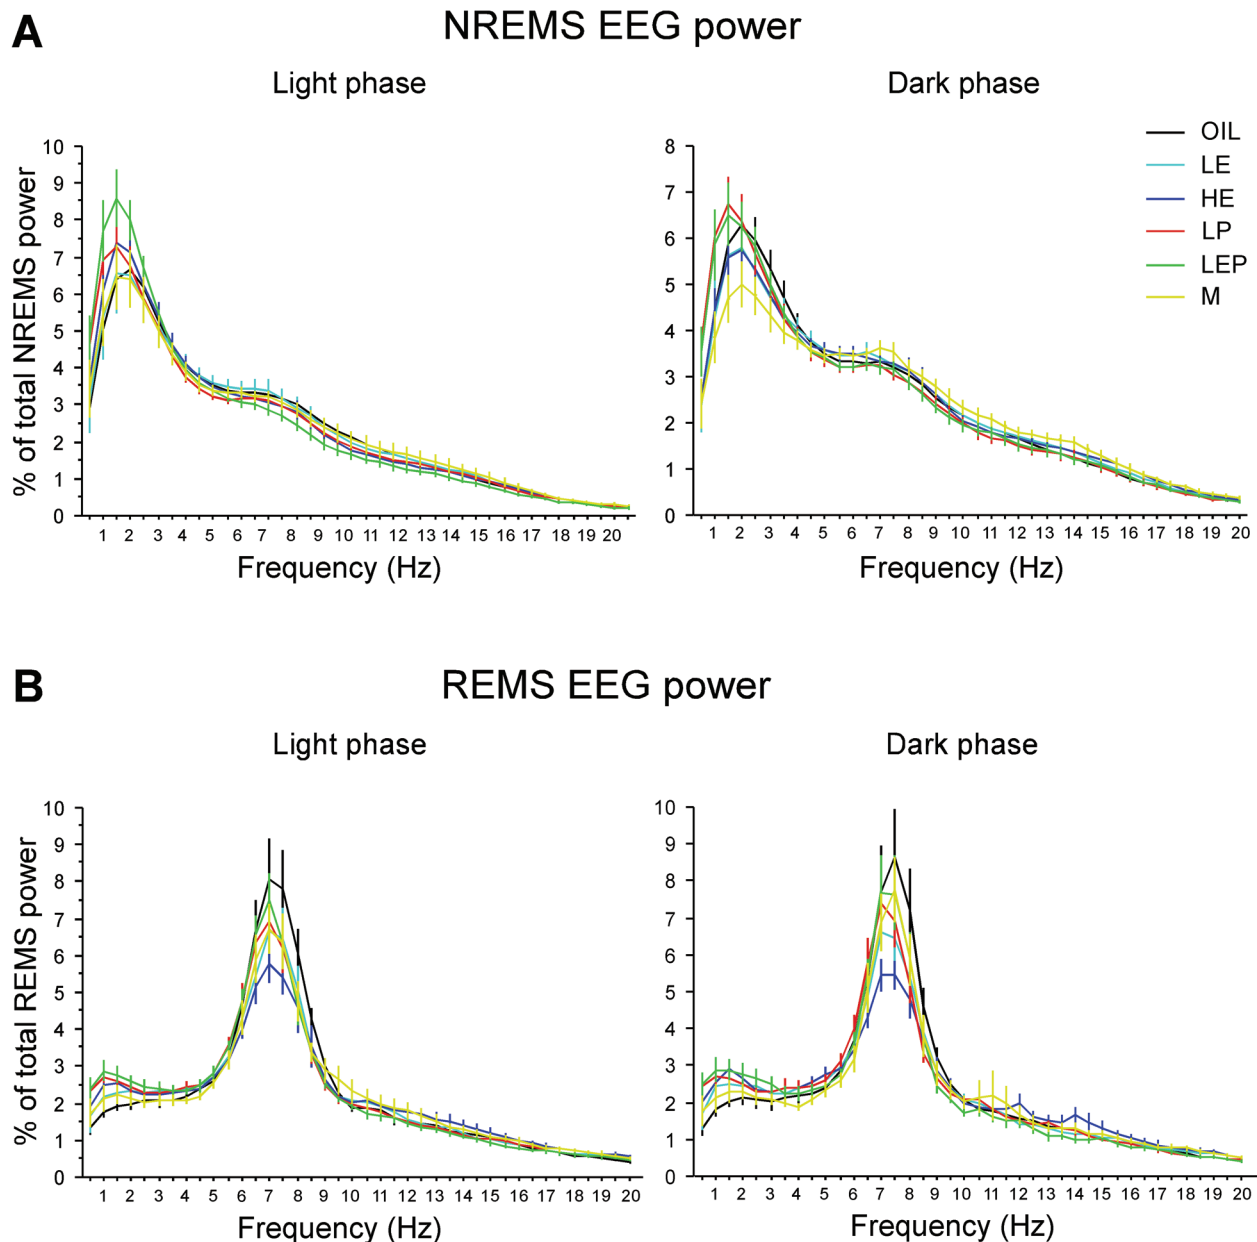 A
NREMS EEG power
Light phase
Dark phase
OIL
LE
HE
LP
LEP
M
% of total NREMS power
10
9
8
7
6
5
4
3
2
1
0
1 2 3 4 5 6 7 8 9 10 11 12 13 14 15 16 17 18 19 20
Frequency (Hz)
8
7
6
5
4
3
2
1
0
1 2 3 4 5 6 7 8 9 10 11 12 13 14 15 16 17 18 19 20
Frequency (Hz)
B
REMS EEG power
Light phase
Dark phase
% of total REMS power
10
9
8
7
6
5
4
3
2
1
0
1 2 3 4 5 6 7 8 9 10 11 12 13 14 15 16 17 18 19 20
Frequency (Hz)
10
9
8
7
6
5
4
3
2
1
0
1 2 3 4 5 6 7 8 9 10 11 12 13 14 15 16 17 18 19 20
Frequency (Hz)